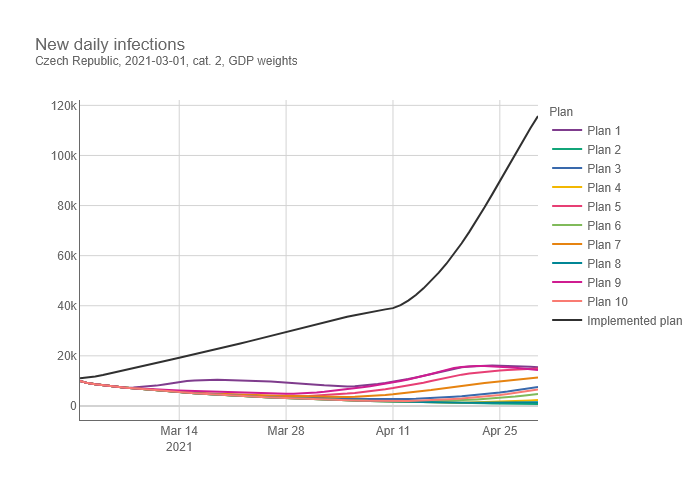 New daily infections
Czech Republic, 2021-03-01, cat. 2, GDP weights
120k
100k
80k
60k
40k
20k
0
Mar 14
2021
Mar 28
Apr 11
Apr 25
Plan
Plan 1
Plan 2
Plan 3
Plan 4
Plan 5
Plan 6
Plan 7
Plan 8
Plan 9
Plan 10
Implemented plan